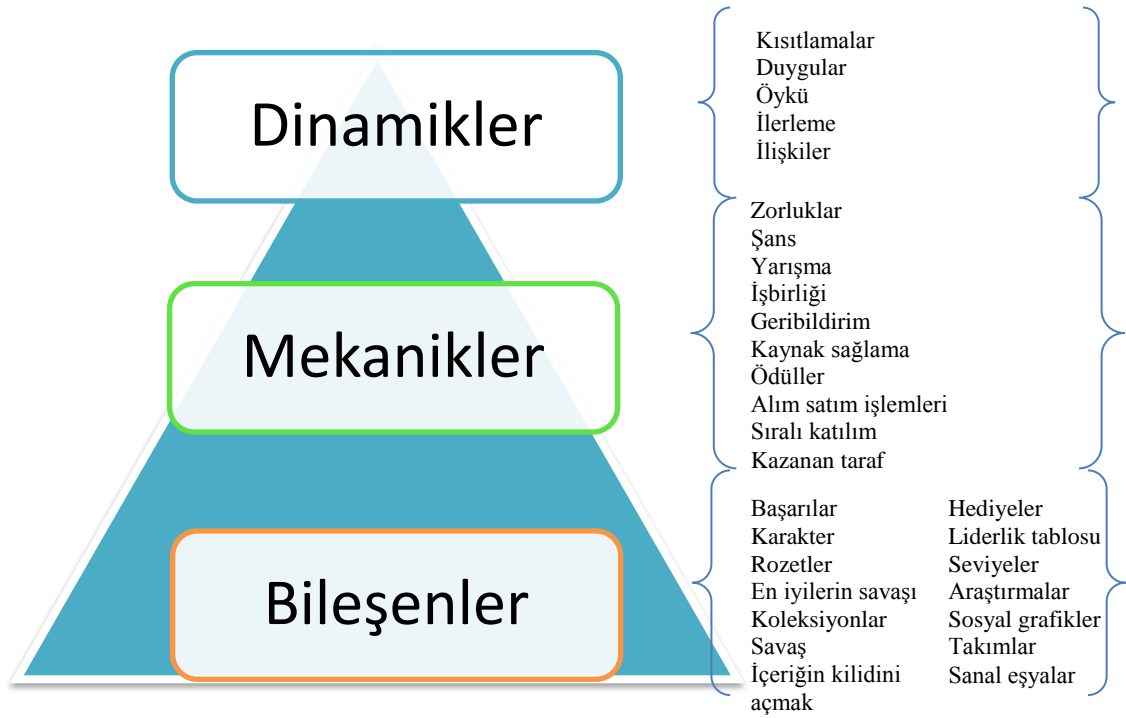 Dinamikler
Kısıtlamalar
Duygular
Öykü
İlerleme
İlişkiler
Mekanikler
Zorluklar
Şans
Yarışma
İşbirliği
Geribildirim
Kaynak sağlama
Ödüller
Alım satım işlemleri
Sıralı katılım
Kazanan taraf
Bileşenler
Başarılar
Karakter
Rozetler
En iyilerin savaşı
Koleksiyonlar
Savaş
İçeriğin kilidini
açmak
Hediyeler
Liderlik tablosu
Seviyeler
Araştırmalar
Sosyal grafikler
Takımlar
Sanal eşyalar